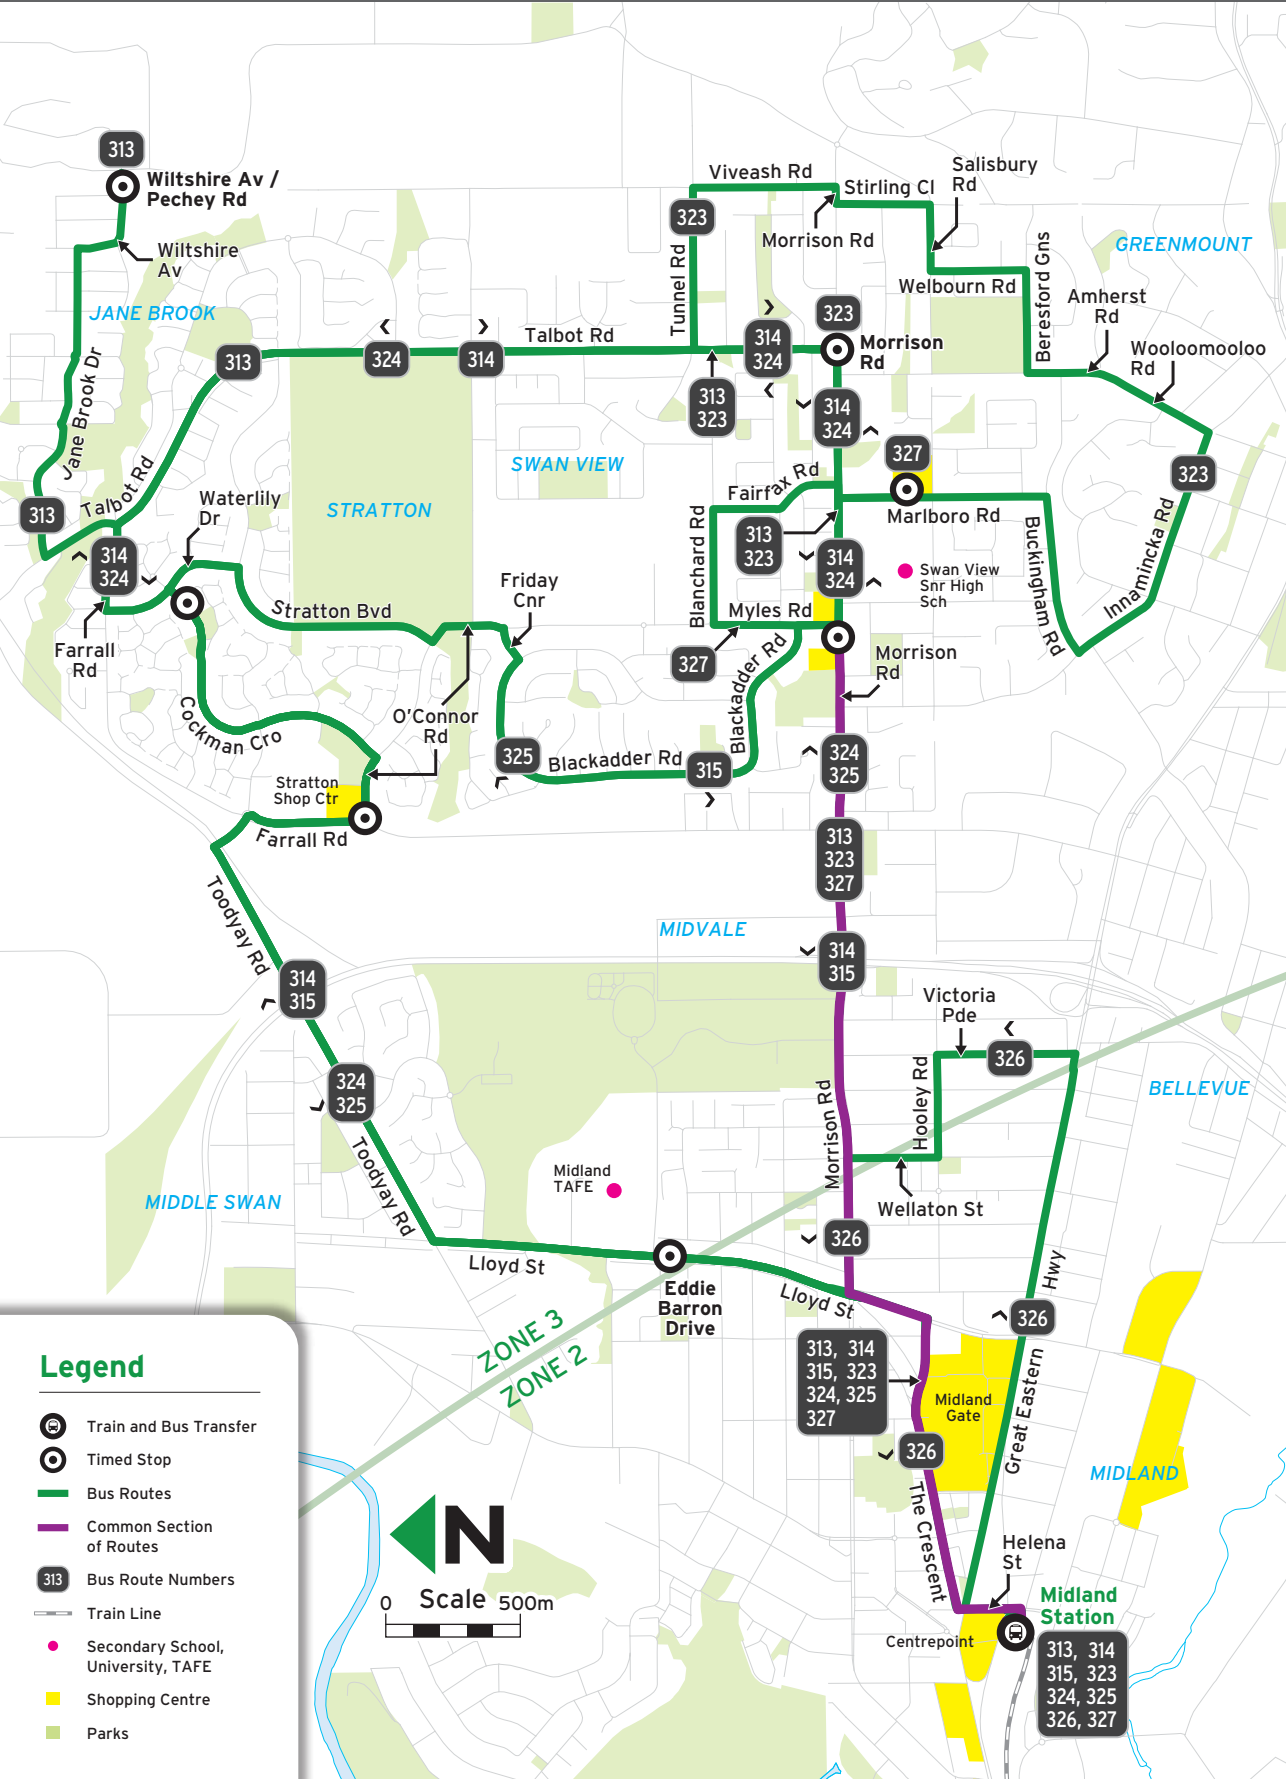 313
Wiltshire Av /
Pechey Rd
Wiltshire
Av
JANE BROOK
Jane Brook Dr
313
Talbot Rd
313
324
314
Talbot Rd
Viveash Rd
323
Tunnel Rd
Morrison Rd
Stirling Cl
Salisbury
Rd
Welbourn Rd
Beresford Gns
GREENMOUNT
Amherst
Rd
Wooloomooloo
Rd
314
324
323
Morrison
Rd
313
323
314
324
327
323
SWAN VIEW
STRATTON
Fairfax Rd
Marlboro Rd
Blanchard Rd
313
323
314
324
Swan View
Snr High
Sch
Buckingham Rd
Innamincka Rd
Waterlily
Dr
314
324
Farrall
Rd
Stratton Bvd
Friday
Cnr
Myles Rd
327
Blackadder Rd
Morrison
Rd
Cockman Cro
O'Connor
Rd
325
Blackadder Rd
315
324
325
Stratton
Shop Ctr
Farrall Rd
313
323
327
Toodyay Rd
MIDVALE
314
315
314
315
Victoria
Pde
326
324
325
Hooley Rd
BELLEVUE
Morrison Rd
Toodyay Rd
Midland
TAFE
MIDDLE SWAN
Wellaton St
326
Lloyd St
Eddie
Barron
Drive
Lloyd St
Hwy
326
ZONE 3
ZONE 2
313, 314
315, 323
324, 325
327
Midland
Gate
Great Eastern
326
MIDLAND
The Crescent
Helena
St
Midland
Station
Centrepoint
313, 314
315, 323
324, 325
326, 327
N
Scale
0
500m
Legend
Train and Bus Transfer
Timed Stop
Bus Routes
Common Section
of Routes
313
Bus Route Numbers
Train Line
Secondary School,
University, TAFE
Shopping Centre
Parks